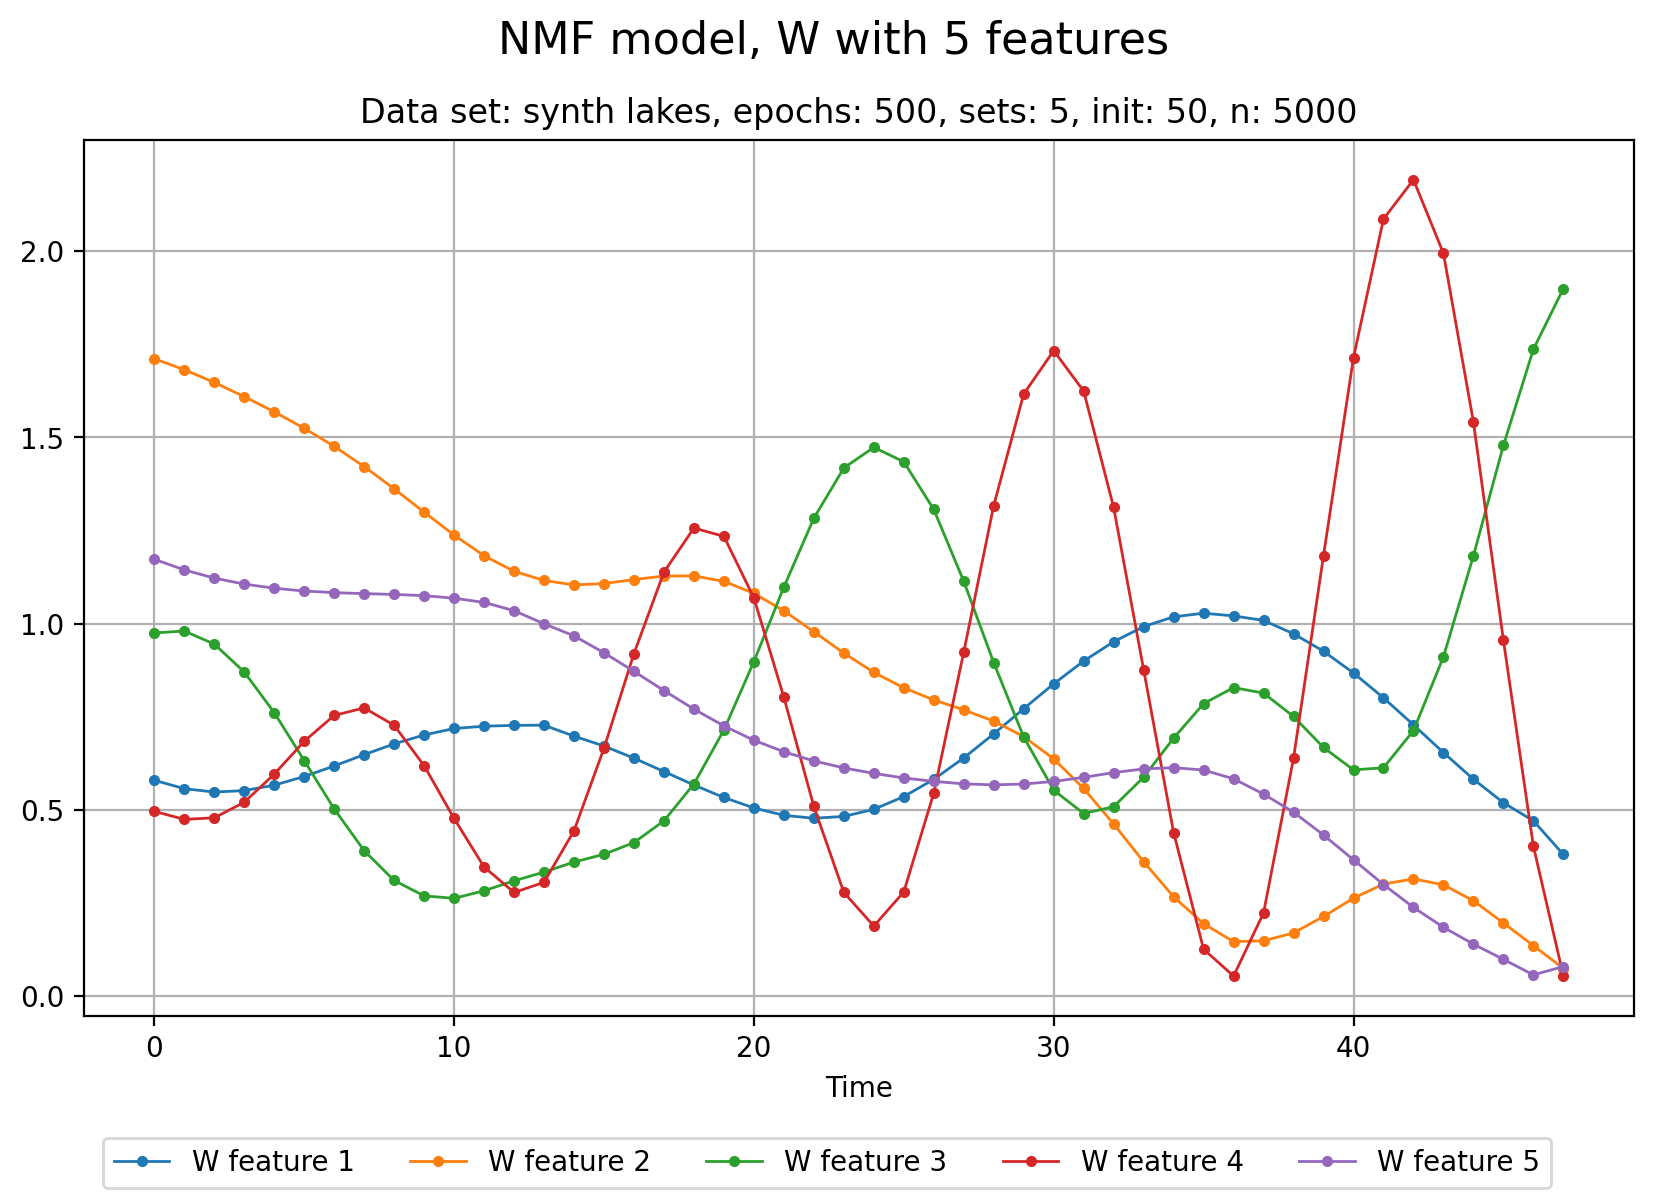 NMF model, W with 5 features
Data set: synth lakes, epochs: 500, sets: 5, init: 50, n: 5000
2.0
1.5
1.0
0.5
0.0
0 10 20 30 40
Time
W feature 1 W feature 2 W feature 3 W feature 4 W feature 5